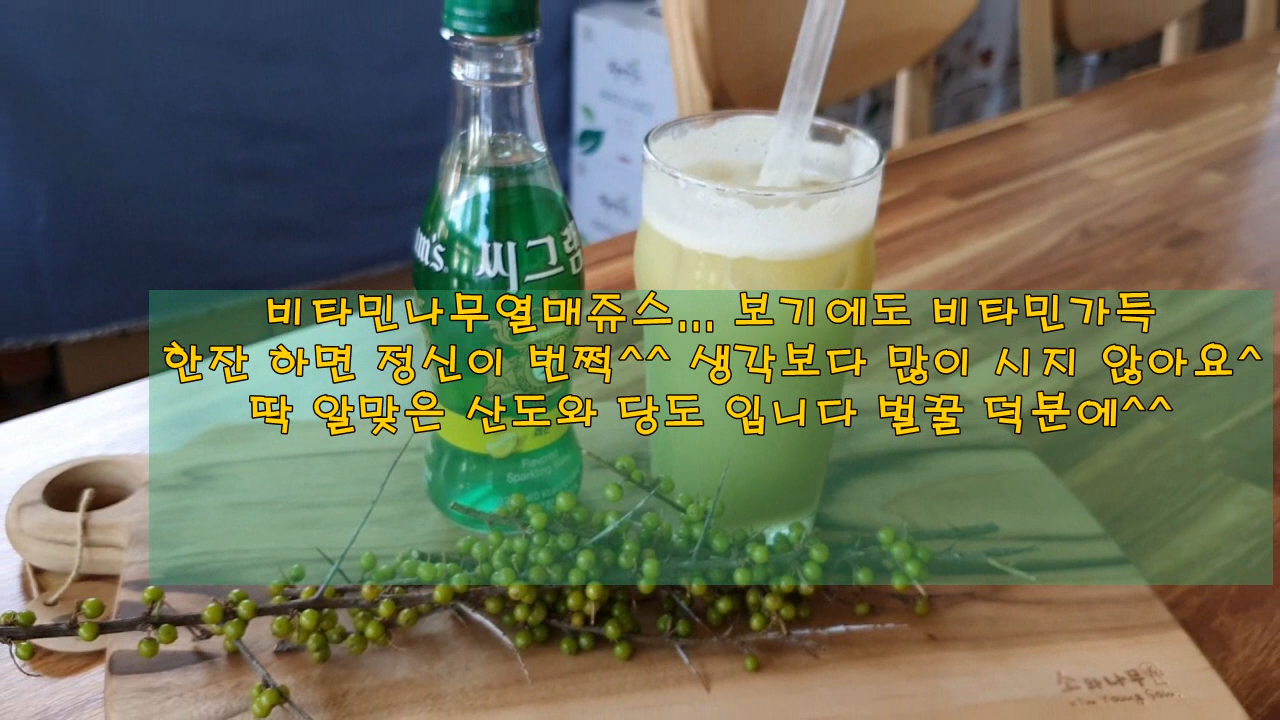 씨그램
비타민나무열매쥬스... 보기에도 비타민가득
한잔 하면 정신이 번쩍^^ 생각보다 많이 시지 않아요^
딱 알맞은 산도와 당도 입니다 벌꿀 덕분에^^
Flavored
Sparkling